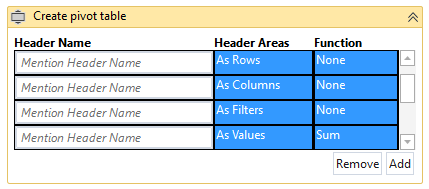 Create pivot table
Header Name Header Areas Function
Mention Header Name As Rows None
Mention Header Name As Columns None
Mention Header Name As Filters None
Mention Header Name As Values Sum
Remove Add